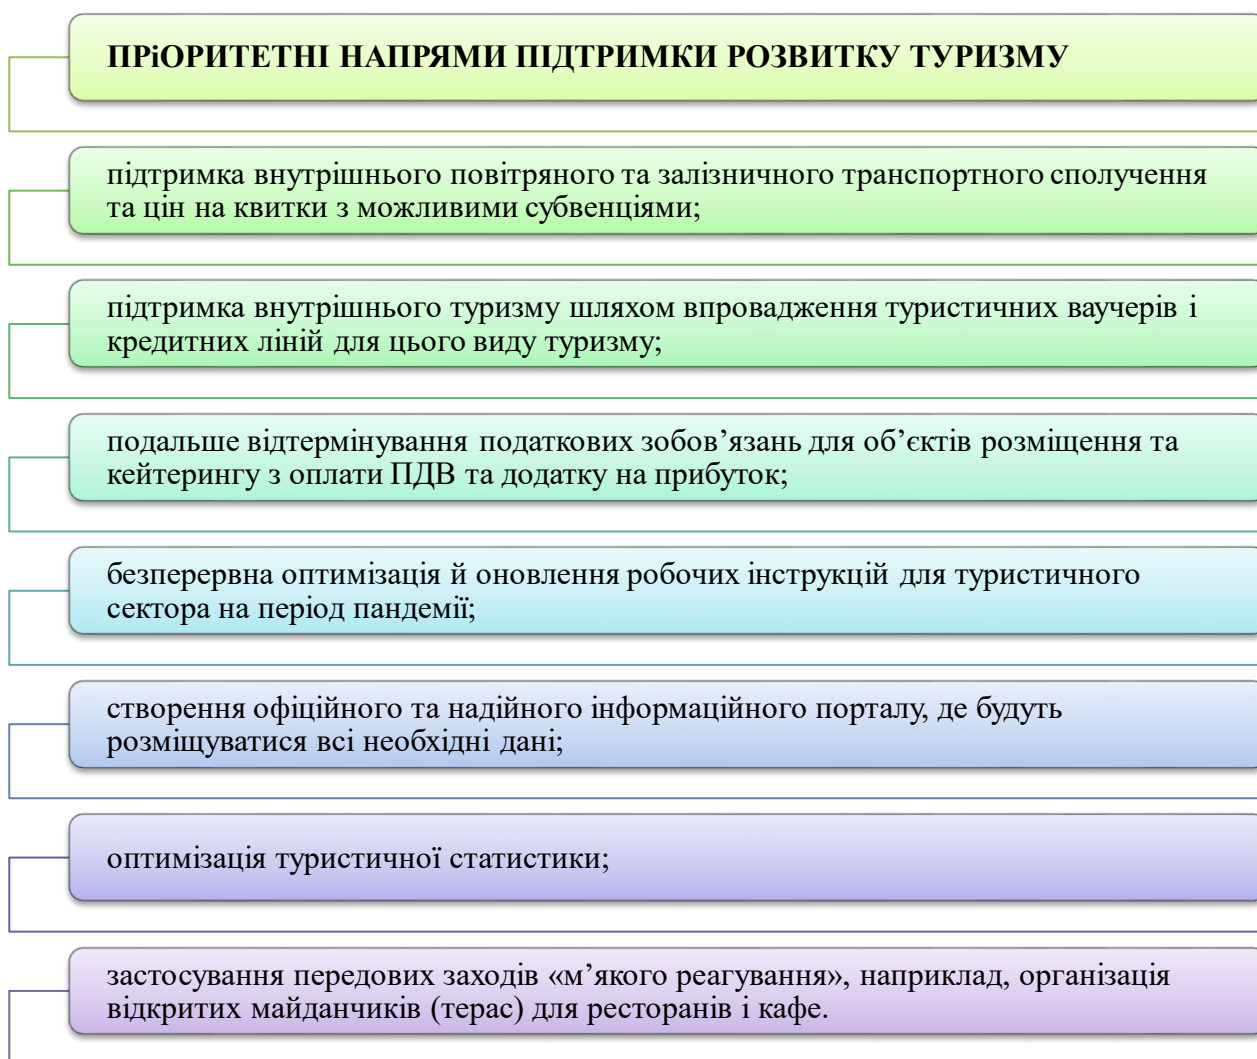 ПРіОРИТЕТНІ НАПРЯМИ ПІДТРИМКИ РОЗВИТКУ ТУРИЗМУ
підтримка внутрішнього повітряного та залізничного транспортного сполучення
та цін на квитки з можливими субвенціями;
підтримка внутрішнього туризму шляхом впровадження туристичних ваучерів і
кредитних ліній для цього виду туризму;
подальше відтермінування податкових зобов’язань для об’єктів розміщення та
кейтерингу з оплати ПДВ та додатку на прибуток;
безперервна оптимізація й оновлення робочих інструкцій для туристичного
сектора на період пандемії;
створення офіційного та надійного інформаційного порталу, де будуть
розміщуватися всі необхідні дані;
оптимізація туристичної статистики;
застосування передових заходів «м’якого реагування», наприклад, організація
відкритих майданчиків (терас) для ресторанів і кафе.